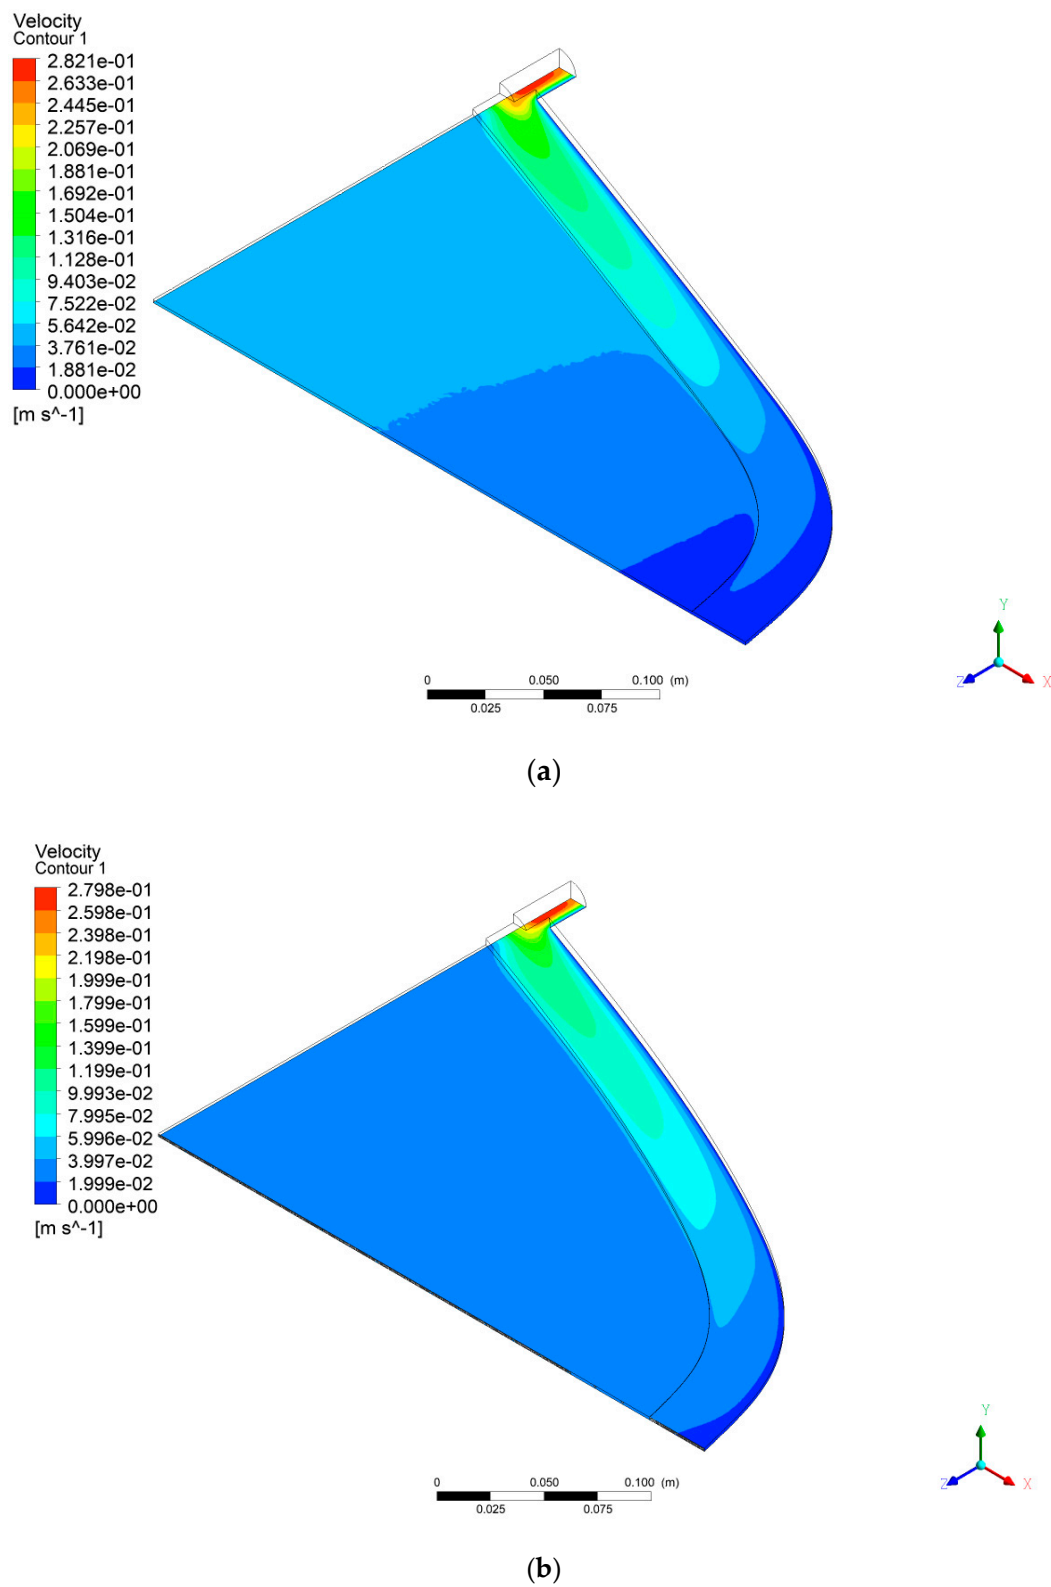 Velocity
Contour 1
2.821e-01
2.633e-01
2.445e-01
2.257e-01
2.069e-01
1.881e-01
1.692e-01
1.504e-01
1.316e-01
1.128e-01
9.403e-02
7.522e-02
5.642e-02
3.761e-02
1.881e-02
0.000e+00
[m s^-1]
0 0.050 0.100 (m)
0.025 0.075
Y
Z X
(a)
Velocity
Contour 1
2.798e-01
2.598e-01
2.398e-01
2.198e-01
1.999e-01
1.799e-01
1.599e-01
1.399e-01
1.199e-01
9.993e-02
7.995e-02
5.996e-02
3.997e-02
1.999e-02
0.000e+00
[m s^-1]
0 0.050 0.100 (m)
0.025 0.075
Y
Z X
(b)